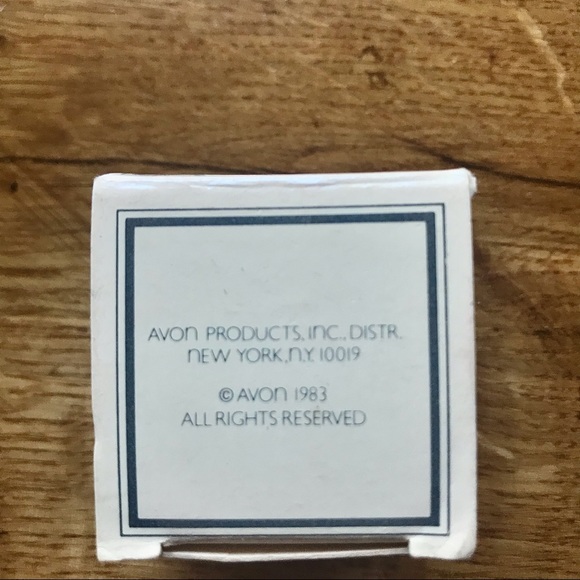 AVON PRODUCTS, INC., DISTR.
NEW YORK, N.Y. 10019
© AVON 1983
ALL RIGHTS RESERVED